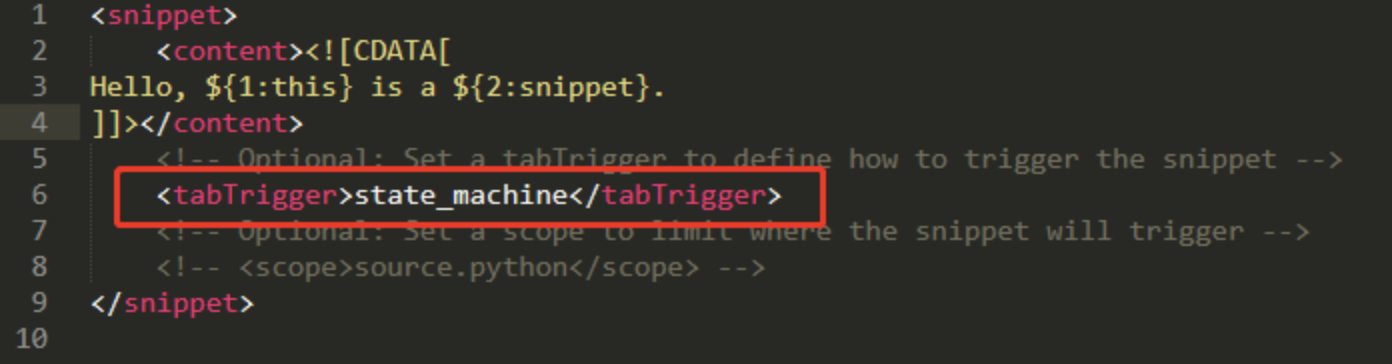 1 <snippet>
2 <content><![CDATA[
3 Hello, ${1:this} is a ${2:snippet}.
4 ]]></content>
5 <!-- Optional: Set a tabTrigger to define how to trigger the snippet -->
6 <tabTrigger>state_machine</tabTrigger>
7 <!-- Optional: Set a scope to limit where the snippet will trigger -->
8 <!-- <scope>source.python</scope> -->
9 </snippet>
10